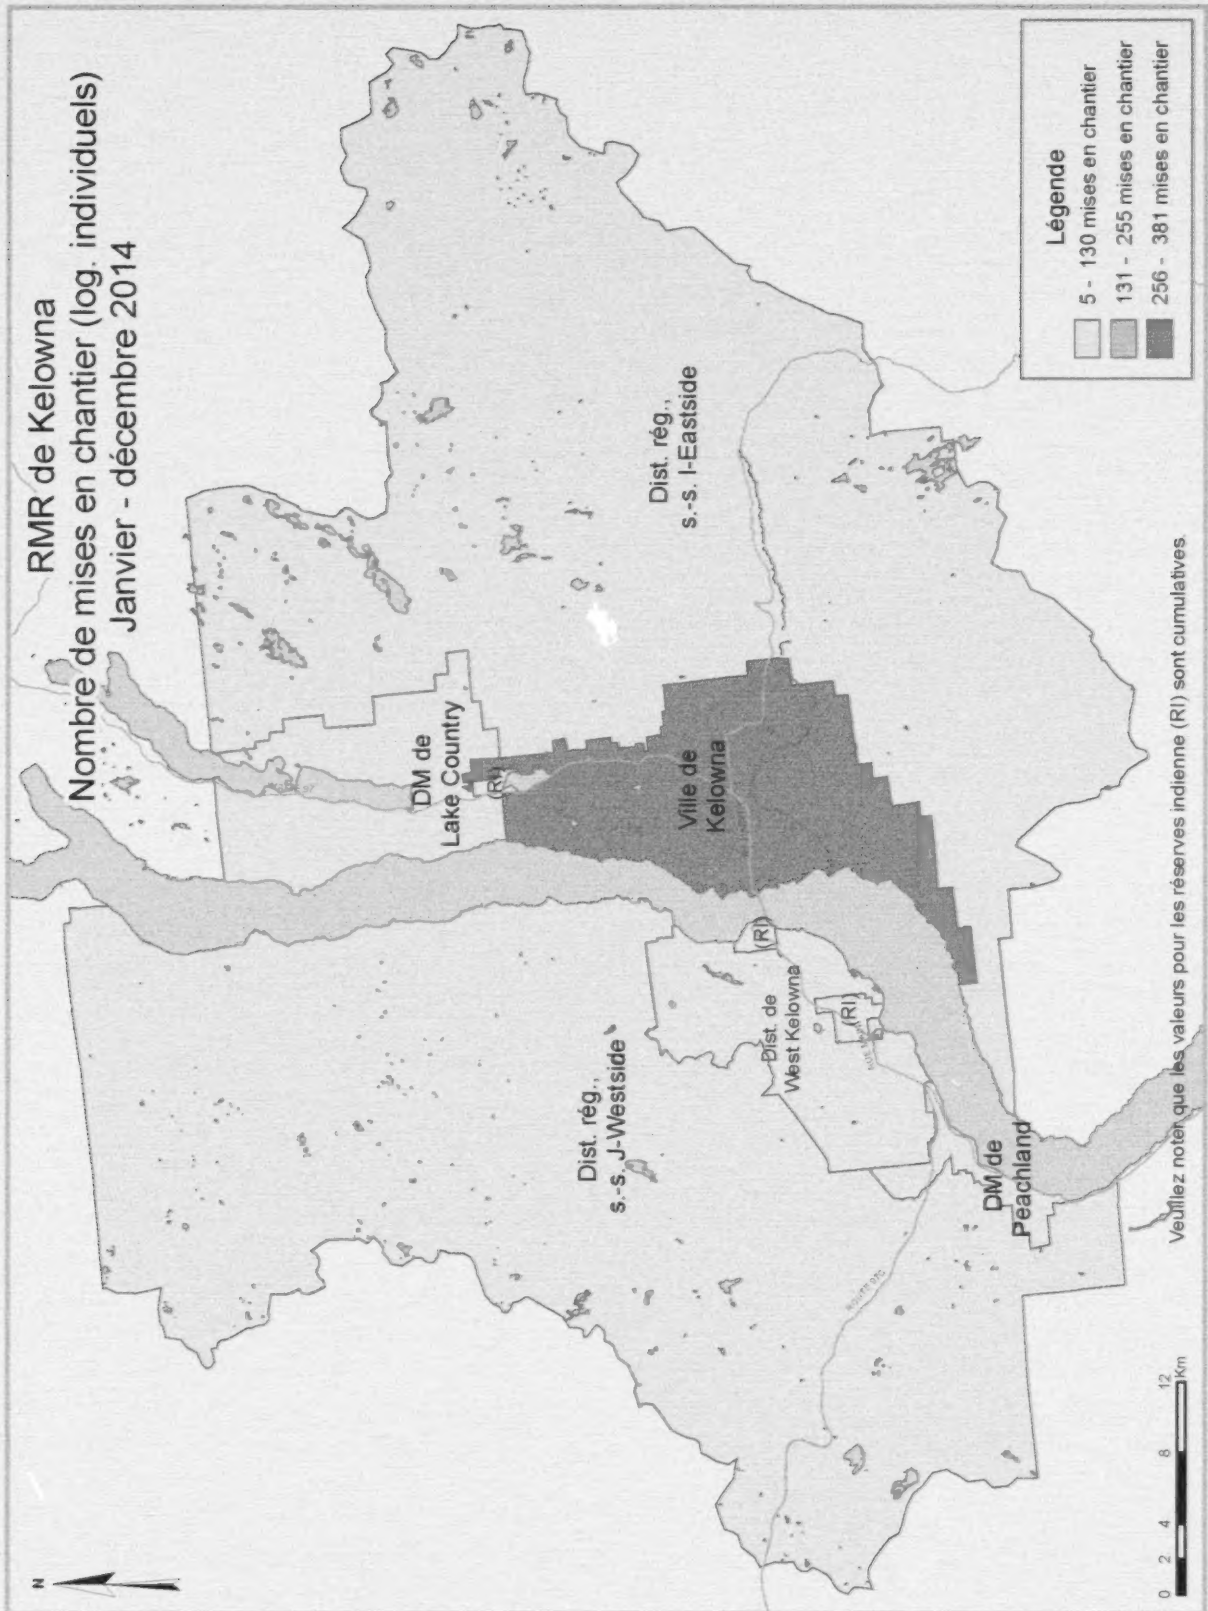 RMR de Kelowna
Nombre de mises en chantier (log. individuels)
Janvier - décembre 2014
N
DM de
Lake Country
(RI)
Ville de
Kelowna
Dist. rég.,
s.-s. I-Eastside
Dist. rég.,
s.-s. J-Westside
(RI)
Dist. de
West Kelowna
(RI)
DM de
Peachland
Légende
5 - 130 mises en chantier
131 - 255 mises en chantier
256 - 381 mises en chantier
0 2 4 8 12
Km
Veuillez noter que les valeurs pour les réserves indienne (RI) sont cumulatives.